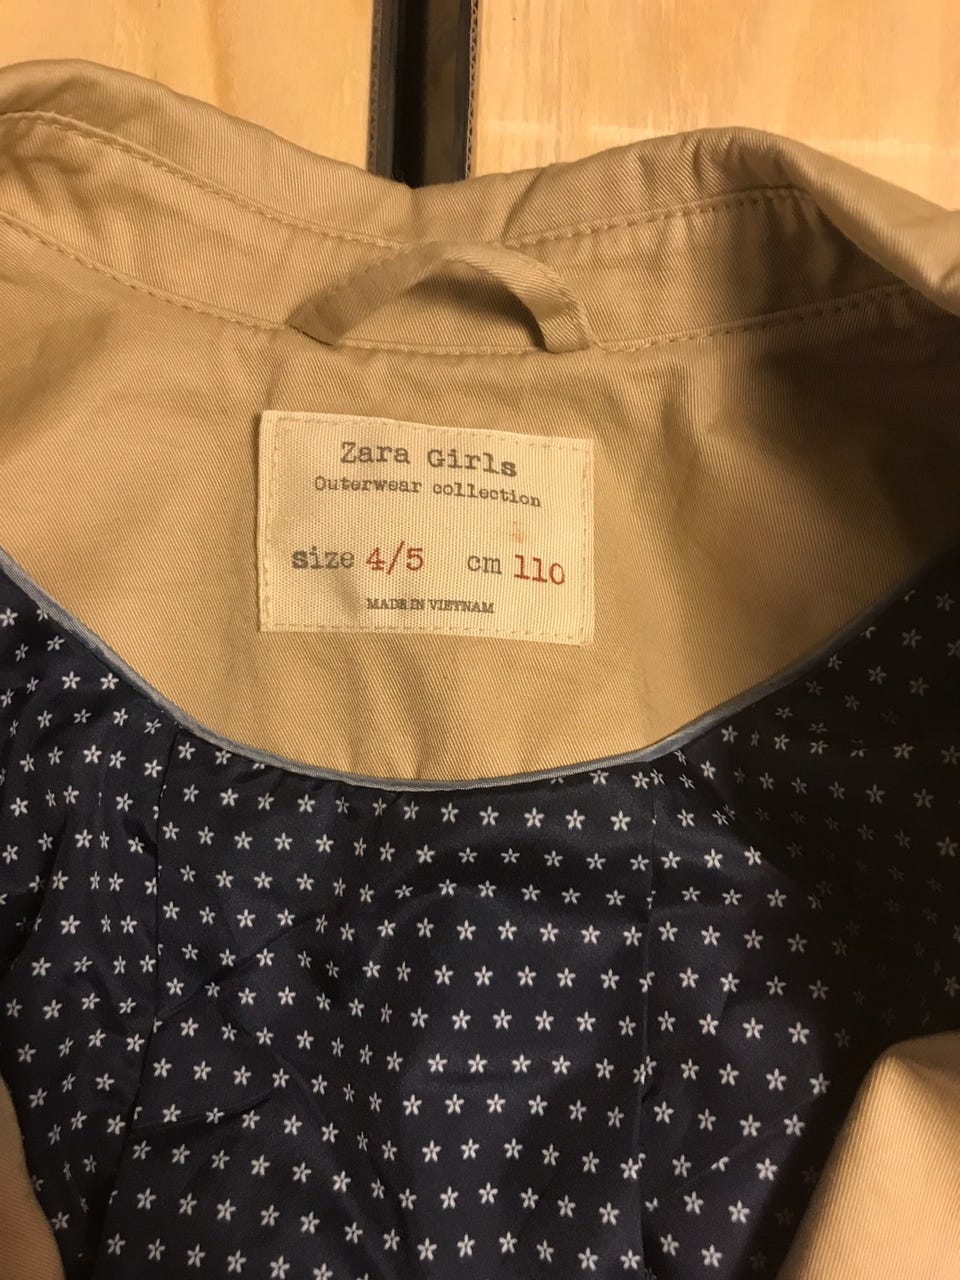 Zara Girls
Outerwear collection
size 4/5 cm 110
MADE IN VIETNAM